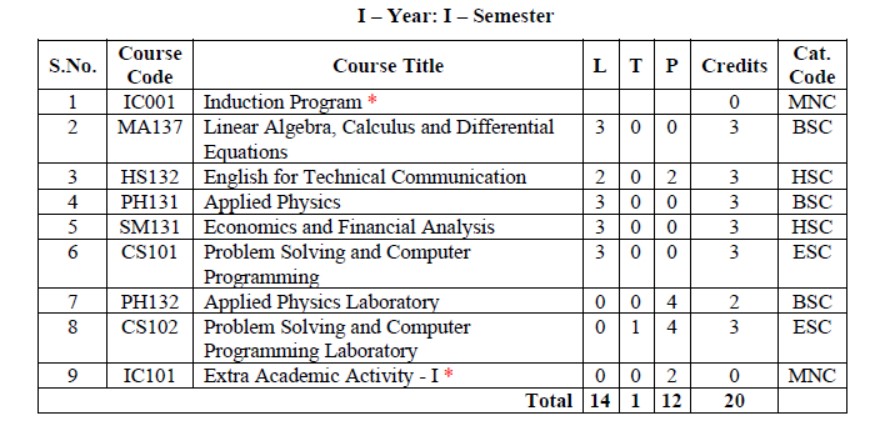 I – Year: I – Semester
S.No. Course Code Course Title L T P Credits Cat. Code
1 IC001 Induction Program * 0 MNC
2 MA137 Linear Algebra, Calculus and Differential 3 0 0 3 BSC
Equations
3 HS132 English for Technical Communication 2 0 2 3 HSC
4 PH131 Applied Physics 3 0 0 3 BSC
5 SM131 Economics and Financial Analysis 3 0 0 3 HSC
6 CS101 Problem Solving and Computer 3 0 0 3 ESC
Programming
7 PH132 Applied Physics Laboratory 0 0 4 2 BSC
8 CS102 Problem Solving and Computer 0 1 4 3 ESC
Programming Laboratory
9 IC101 Extra Academic Activity - I * 0 0 2 0 MNC
Total 14 1 12 20